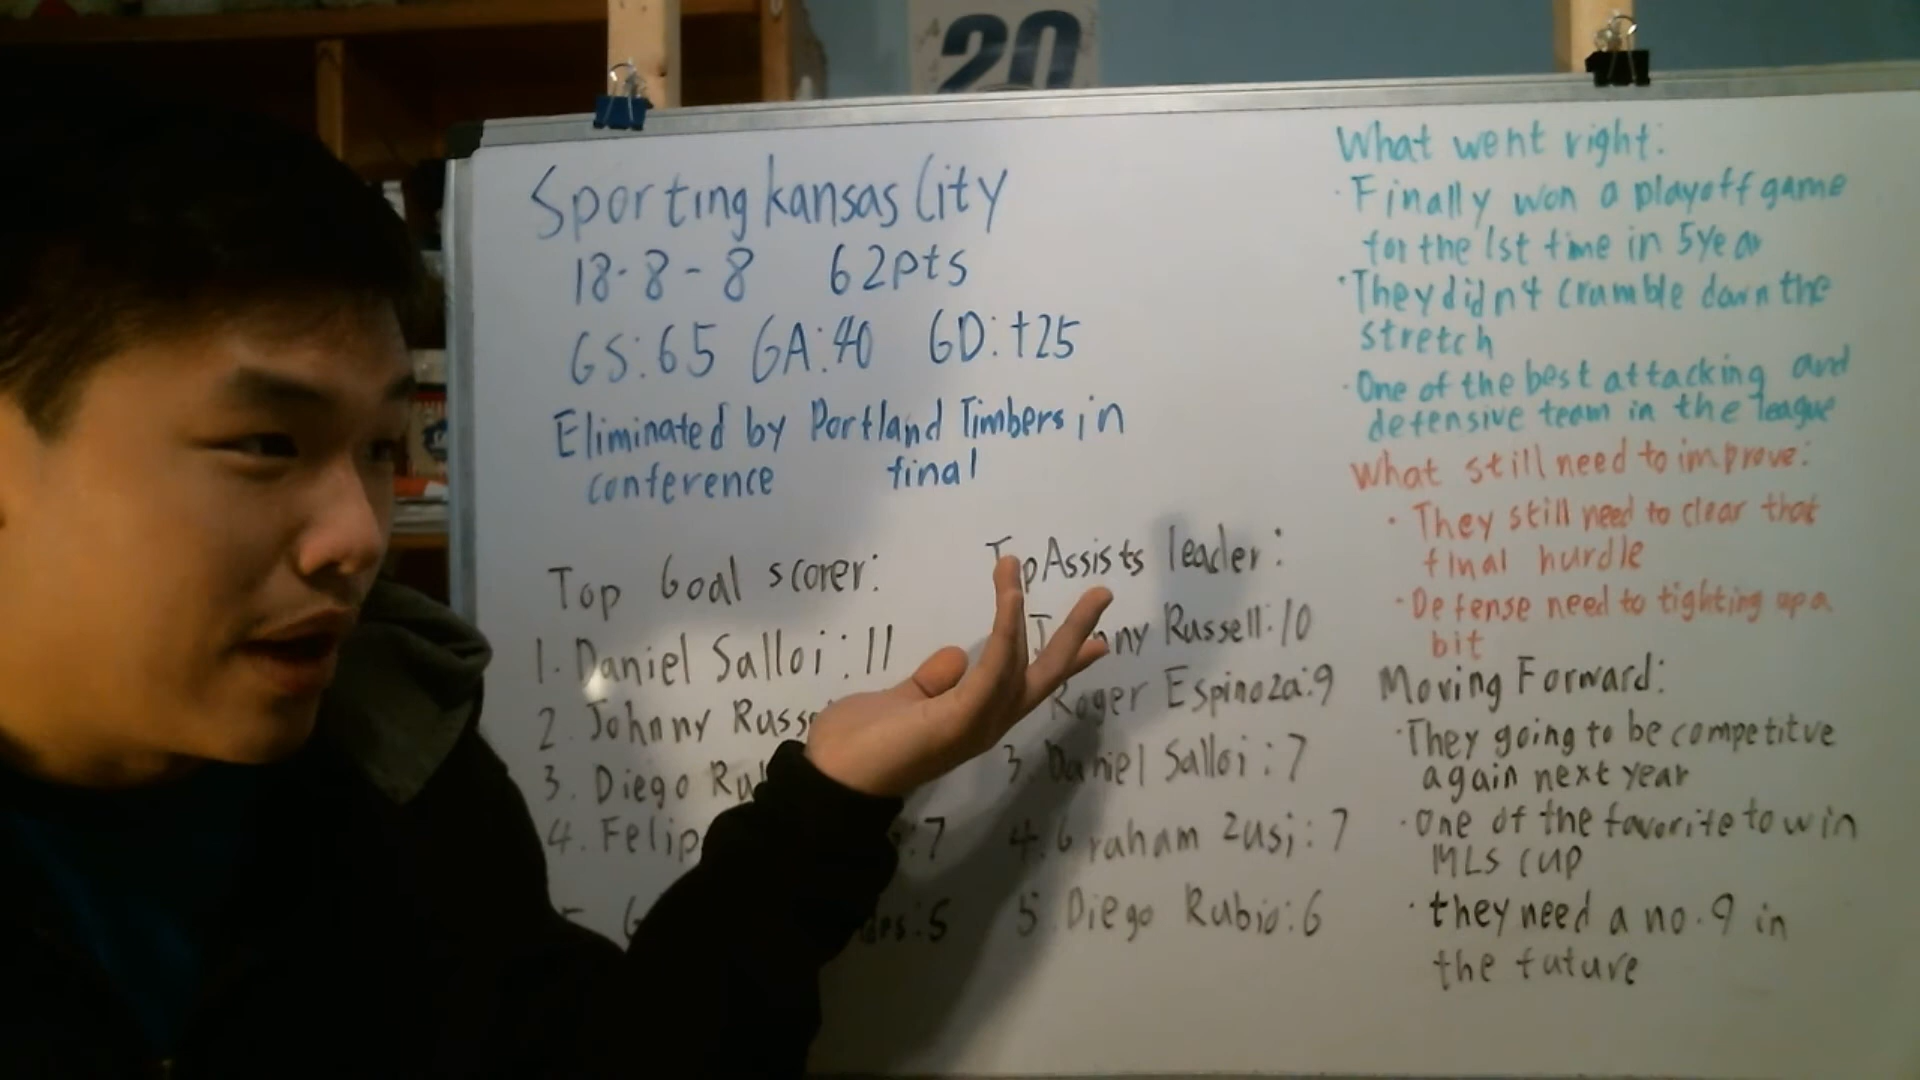 20
Sporting Kansas City
18-8-8 62pts
GS:65 GA:40 GD:+25
Eliminated by Portland Timbers in
conference final
Top Goal scorer:
1. Daniel Salloi: 11
2. Johnny
3. Diego
4. :7
:5
Top Assists leader:
Johnny Russell: 10
Roger Espinoza: 9
3. Daniel Salloi: 7
4. Graham Zusi: 7
5. Diego Rubio: 6
What went right:
· Finally won a playoff game
for the 1st time in 5 year
· They didn't crumble down the
stretch
· One of the best attacking and
defensive team in the league
What still need to improve:
· They still need to clear that
final hurdle
· Defense need to tighting up a
bit
Moving Forward:
· They going to be competitve
again next year
· One of the favorite to win
MLS cup
· they need a no. 9 in
the future